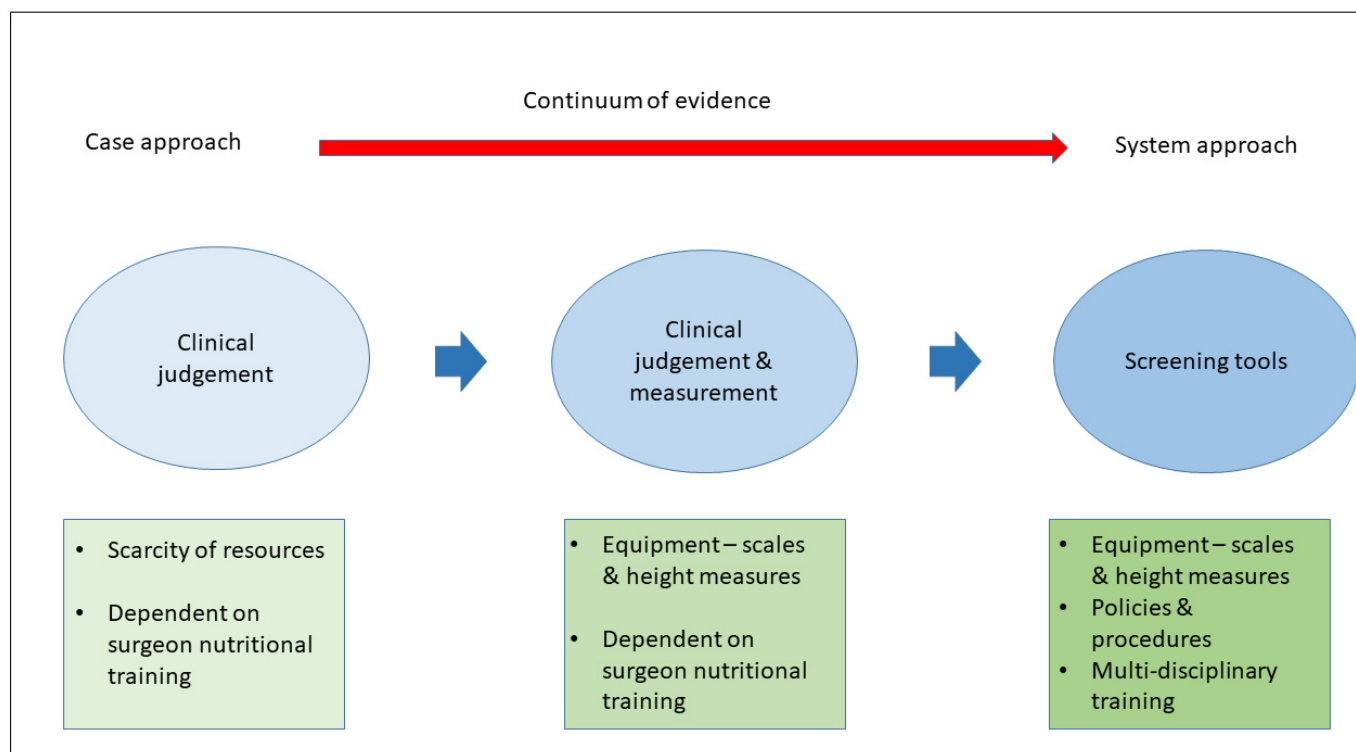 Continuum of evidence
Case approach
System approach
Clinical
judgement
Clinical
judgement &
measurement
Screening tools
• Scarcity of resources
• Dependent on
surgeon nutritional
training
• Equipment – scales
& height measures
• Dependent on
surgeon nutritional
training
• Equipment – scales
& height measures
• Policies &
procedures
• Multi-disciplinary
training